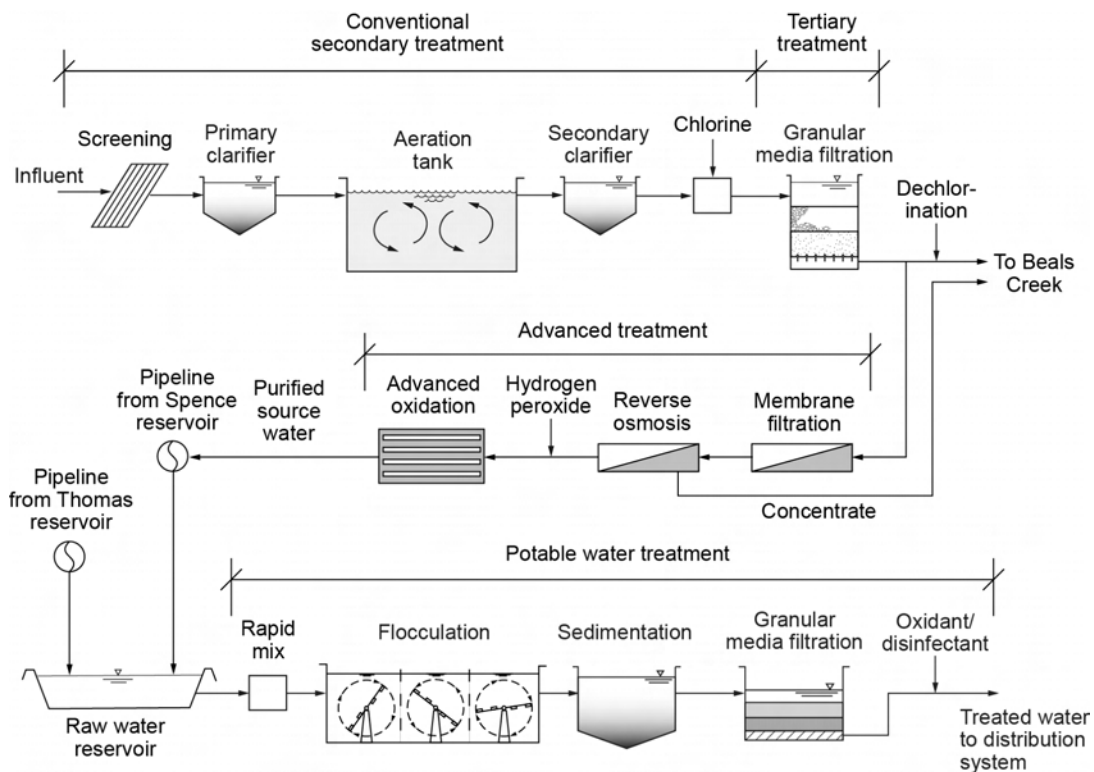 Conventional
secondary treatment
Tertiary
treatment
Screening
Influent
Primary
clarifier
Aeration
tank
Secondary
clarifier
Chlorine
Granular
media filtration
Dechlor-
ination
To Beals
Creek
Advanced treatment
Pipeline
from Spence
reservoir
Purified
source
water
Advanced
oxidation
Hydrogen
peroxide
Reverse
osmosis
Membrane
filtration
Concentrate
Pipeline
from Thomas
reservoir
Potable water treatment
Raw water
reservoir
Rapid
mix
Flocculation
Sedimentation
Granular
media filtration
Oxidant/
disinfectant
Treated water
to distribution
system